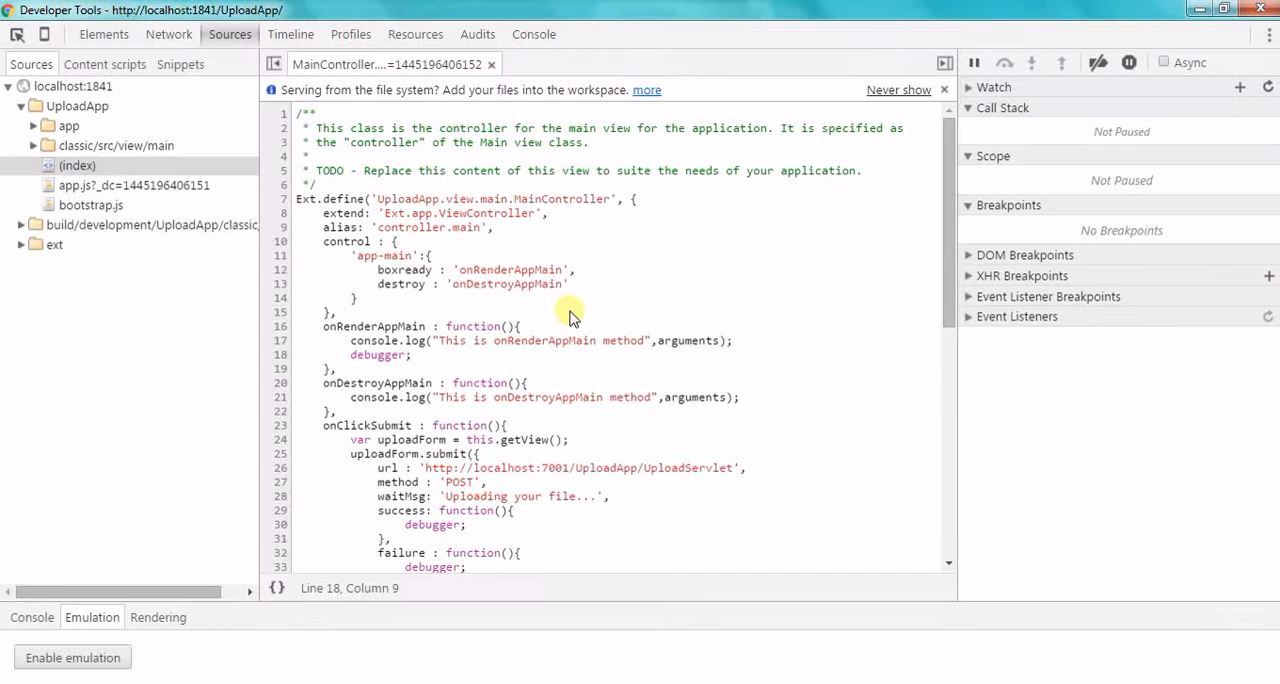 Developer Tools - http://localhost:1841/UploadApp/
Elements Network Sources Timeline Profiles Resources Audits Console
Sources Content scripts Snippets
MainController....=1445196406152 ×
Async
localhost:1841
UploadApp
app
classic/src/view/main
(index)
app.js?_dc=1445196406151
bootstrap.js
build/development/UploadApp/classic,
ext
Serving from the file system? Add your files into the workspace. more Never show ×
1 /**
2 * This class is the controller for the main view for the application. It is specified as
3 * the "controller" of the Main view class.
4 *
5 * TODO - Replace this content of this view to suite the needs of your application.
6 */
7 Ext.define('UploadApp.view.main.MainController', {
8 extend: 'Ext.app.ViewController',
9 alias: 'controller.main',
10 control : {
11 'app-main':{
12 boxready : 'onRenderAppMain',
13 destroy : 'onDestroyAppMain'
14 }
15 },
16 onRenderAppMain : function(){
17 console.log("This is onRenderAppMain method",arguments);
18 debugger;
19 },
20 onDestroyAppMain : function(){
21 console.log("This is onDestroyAppMain method",arguments);
22 },
23 onClickSubmit : function(){
24 var uploadForm = this.getView();
25 uploadForm.submit({
26 url : 'http://localhost:7001/UploadApp/UploadServlet',
27 method : 'POST',
28 waitMsg: 'Uploading your file...',
29 success: function(){
30 debugger;
31 },
32 failure : function(){
33 debugger;
{} Line 18, Column 9
Watch
Call Stack
Not Paused
Scope
Not Paused
Breakpoints
No Breakpoints
DOM Breakpoints
XHR Breakpoints
Event Listener Breakpoints
Event Listeners
Console Emulation Rendering
Enable emulation